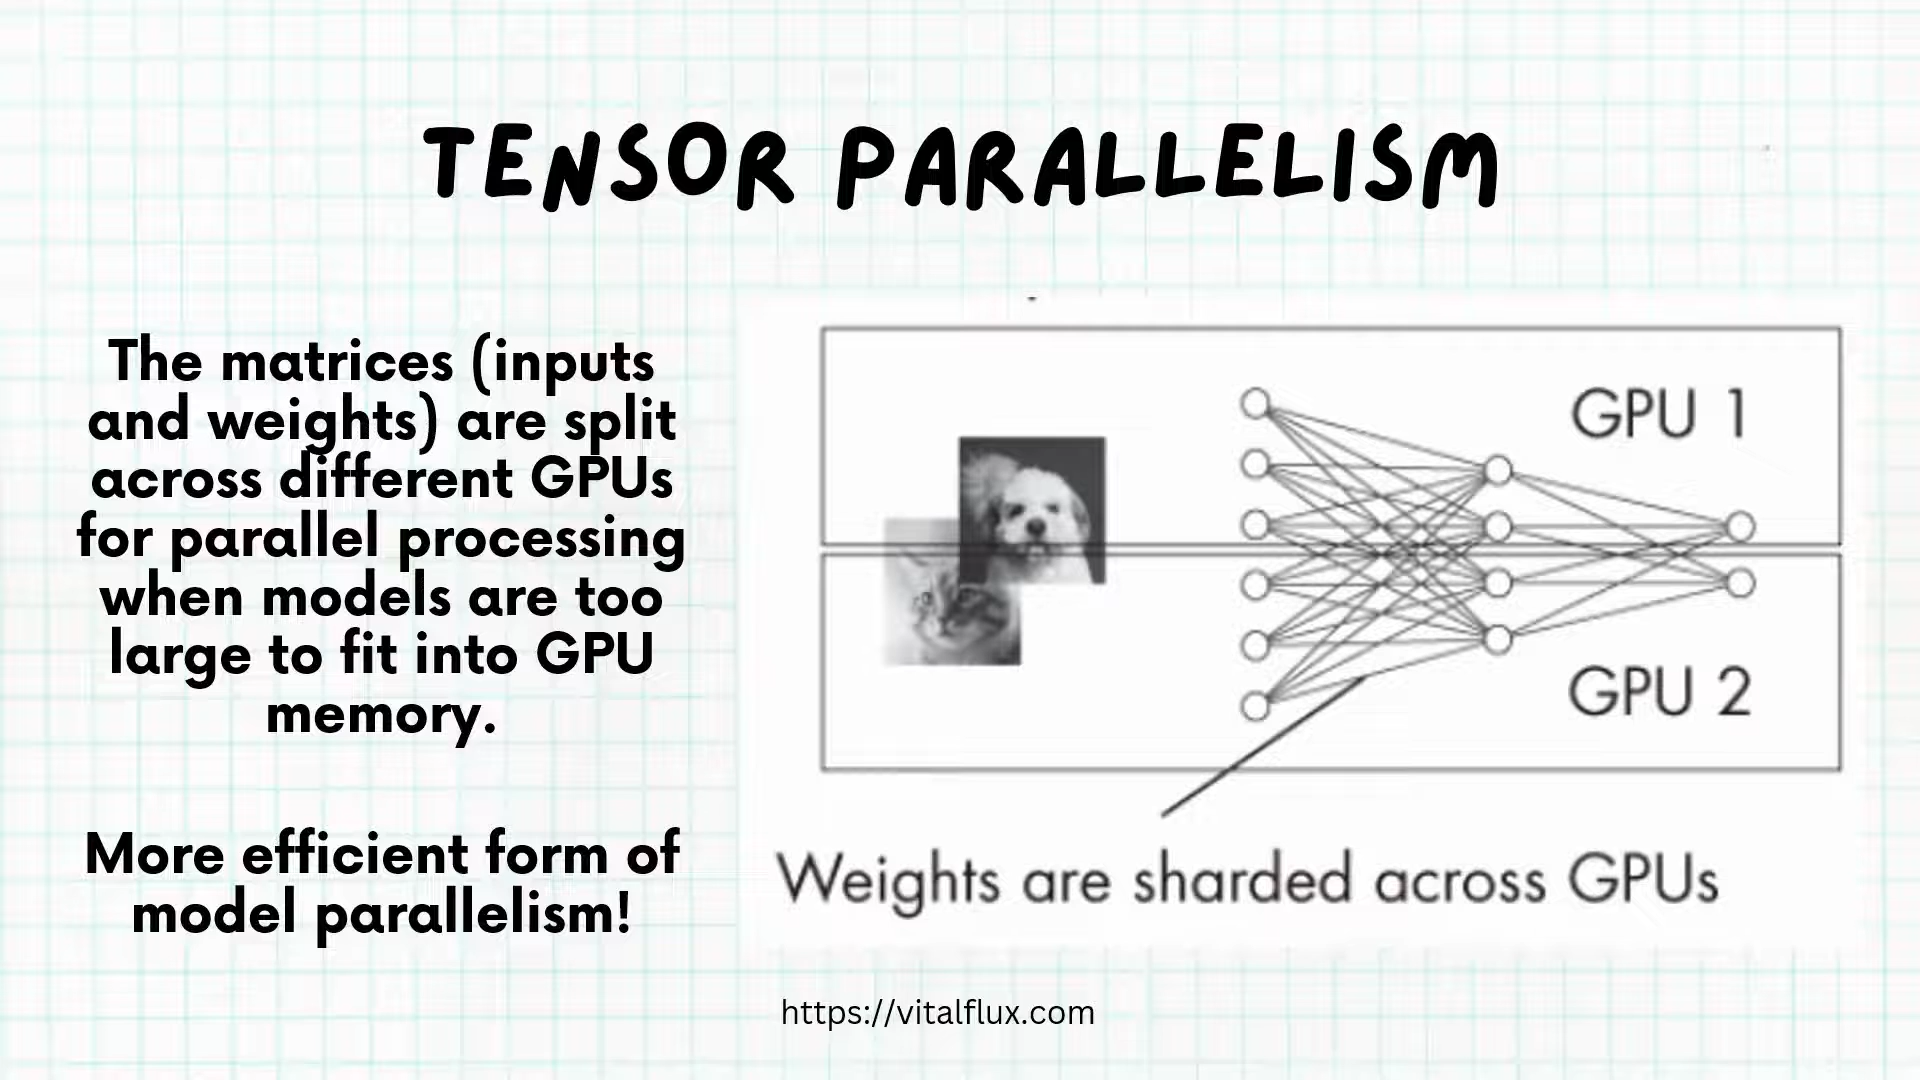 TENSOR PARALLELISM
The matrices (inputs
and weights) are split
across different GPUs
for parallel processing
when models are too
large to fit into GPU
memory.
More efficient form of
model parallelism!
GPU 1
GPU 2
Weights are sharded across GPUs
https://vitalflux.com